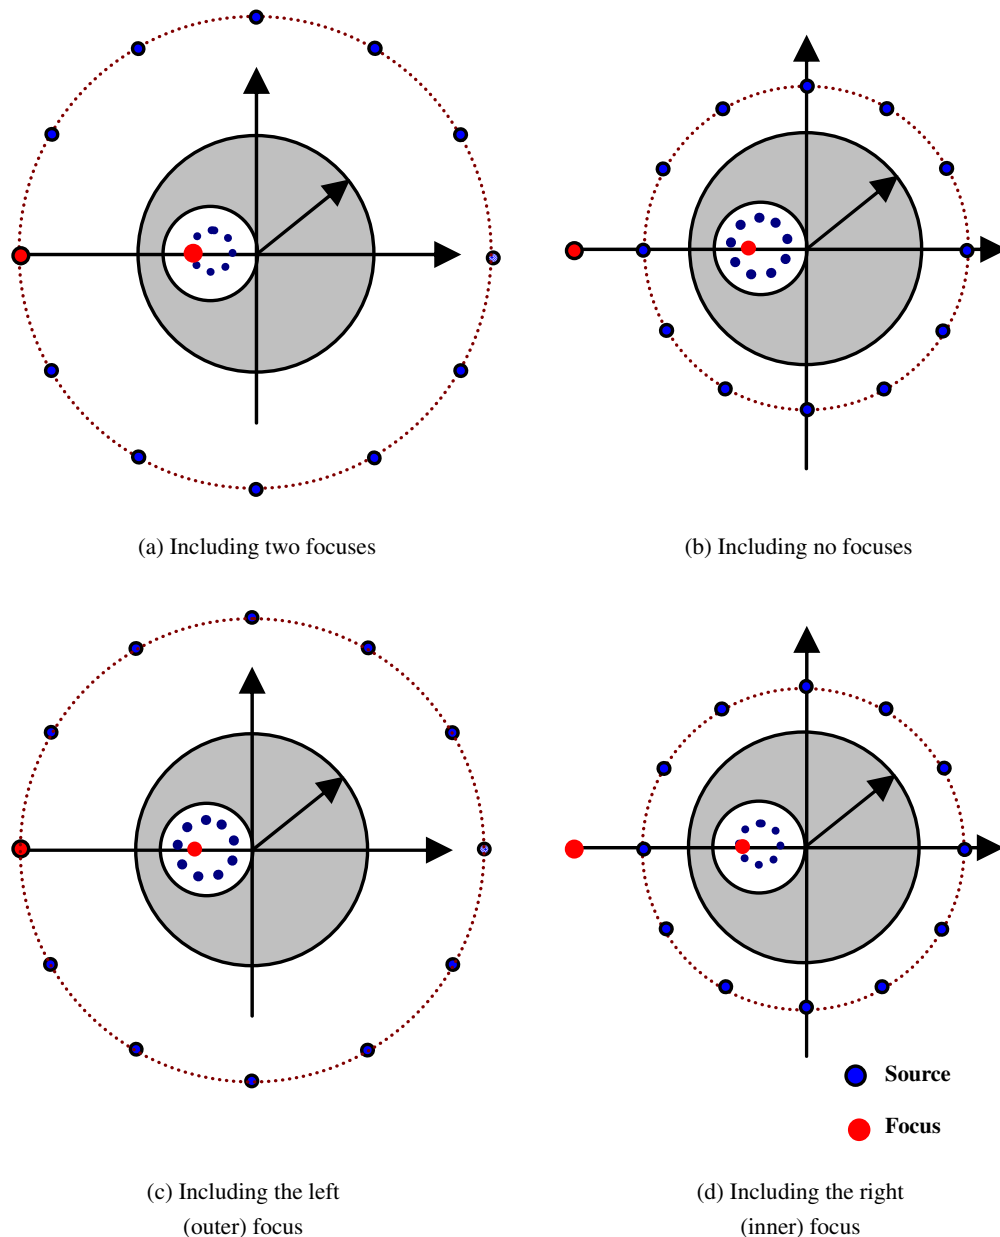 (a) Including two focuses
(b) Including no focuses
Source
Focus
(c) Including the left
(outer) focus
(d) Including the right
(inner) focus